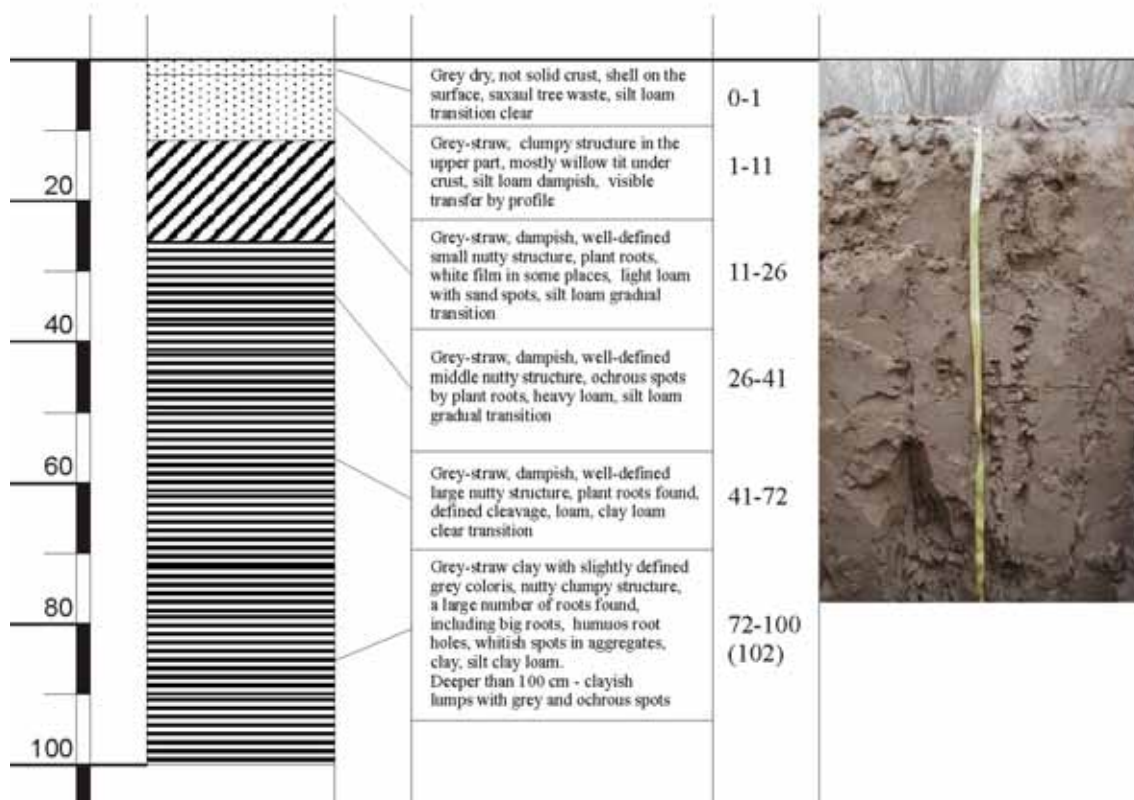 Grey dry, not solid crust, shell on the
surface, saxaul tree waste, silt loam
transition clear
0-1
Grey-straw, clumpy structure in the
upper part, mostly willow tit under
crust, silt loam dampish, visible
transfer by profile
1-11
20
Grey-straw, dampish, well-defined
small nutty structure, plant roots,
white film in some places, light loam
with sand spots, silt loam gradual
transition
11-26
40
Grey-straw, dampish, well-defined
middle nutty structure, ochrous spots
by plant roots, heavy loam, silt loam
gradual transition
26-41
60
Grey-straw, dampish, well-defined
large nutty structure, plant roots found,
defined cleavage, loam, clay loam
clear transition
41-72
80
Grey-straw clay with slightly defined
grey coloris, nutty clumpy structure,
a large number of roots found,
including big roots, humuos root
holes, whitish spots in aggregates,
clay, silt clay loam.
Deeper than 100 cm - clayish
lumps with grey and ochrous spots
72-100
(102)
100